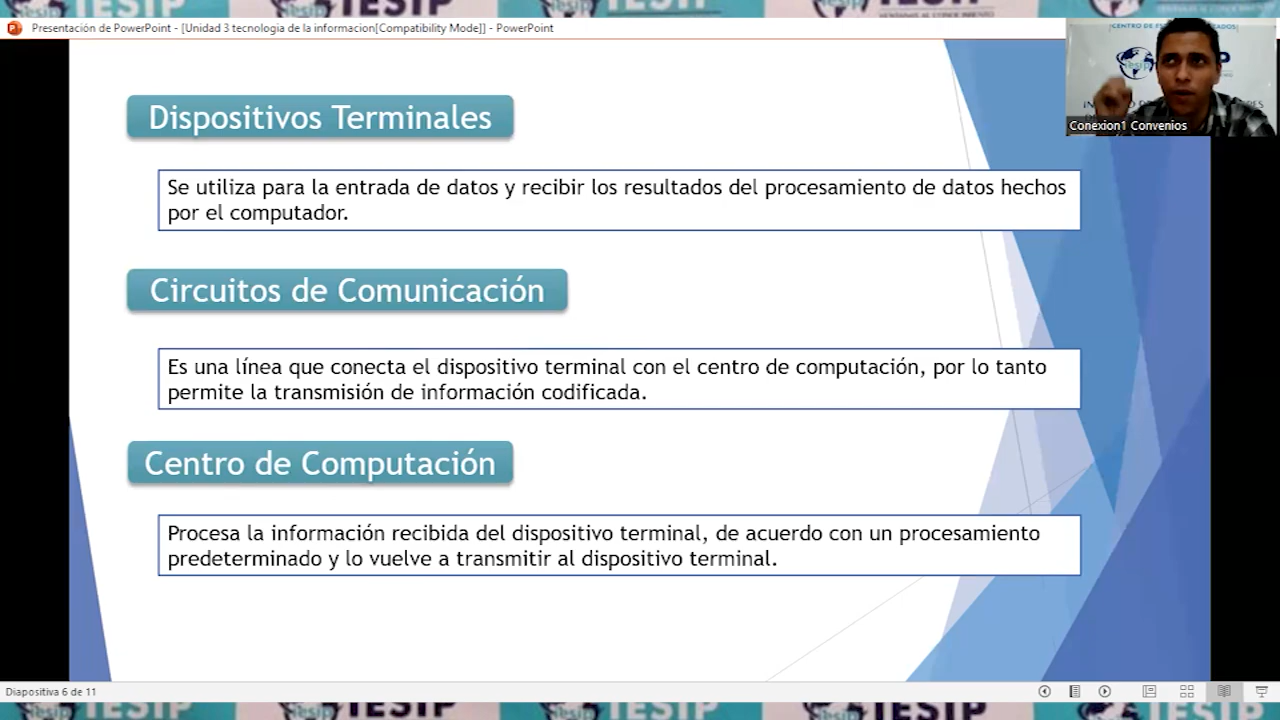 IESIP
Presentación de PowerPoint - [Unidad 3 tecnologia de la informacion[Compatibility Mode]] - PowerPoint
Conexion1 Convenios
Dispositivos Terminales
Se utiliza para la entrada de datos y recibir los resultados del procesamiento de datos hechos
por el computador.
Circuitos de Comunicación
Es una línea que conecta el dispositivo terminal con el centro de computación, por lo tanto
permite la transmisión de información codificada.
Centro de Computación
Procesa la información recibida del dispositivo terminal, de acuerdo con un procesamiento
predeterminado y lo vuelve a transmitir al dispositivo terminal.
Diapositiva 6 de 11
IESIP